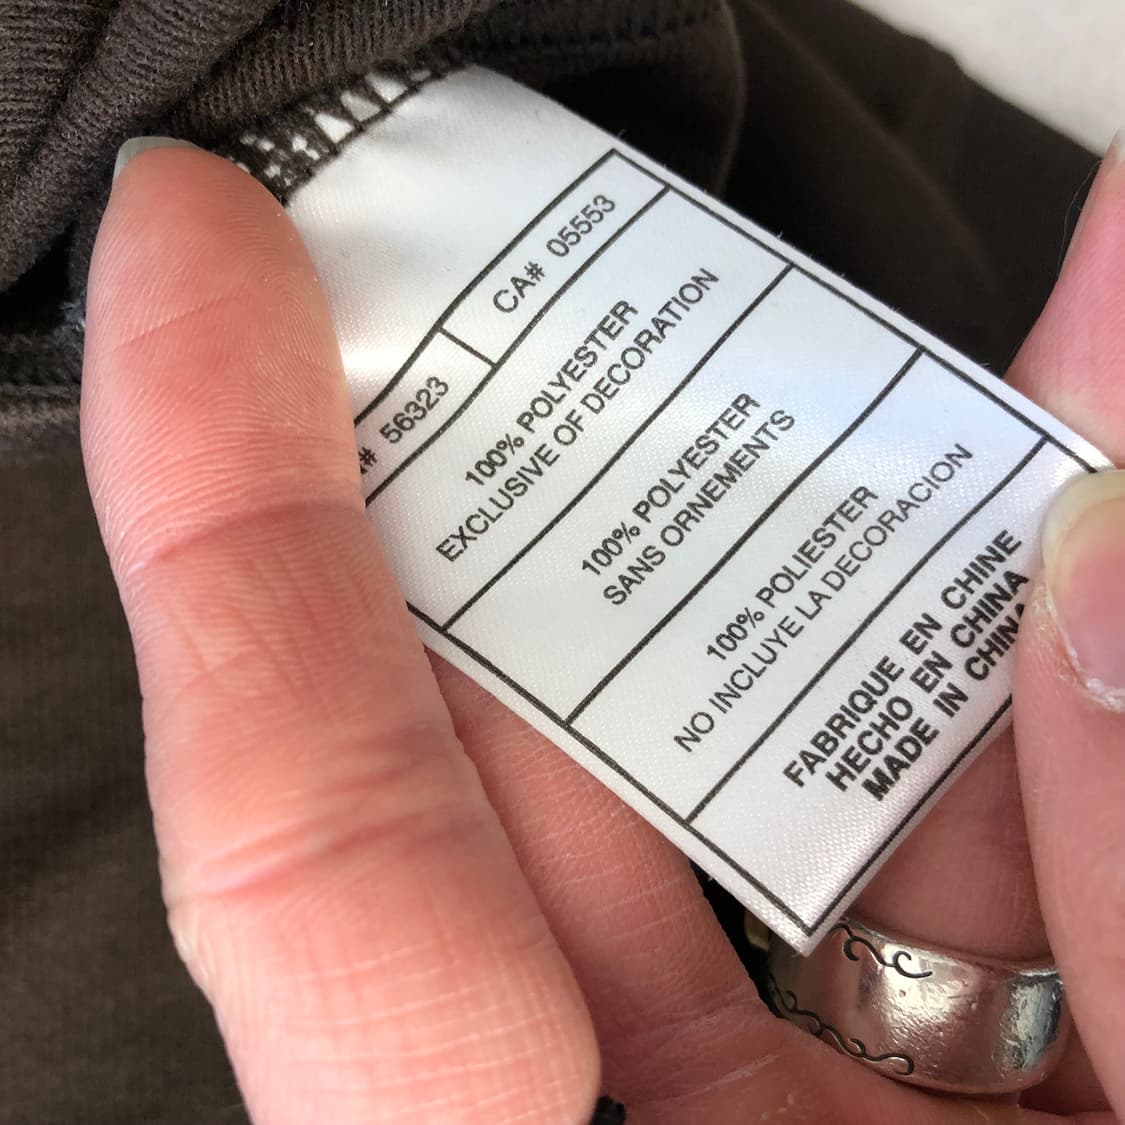 # 56323
CA# 05553
100% POLYESTER
EXCLUSIVE OF DECORATION
100% POLYESTER
SANS ORNEMENTS
100% POLIESTER
NO INCLUYE LA DECORACION
FABRIQUE EN CHINE
HECHO EN CHINA
MADE IN CHINA